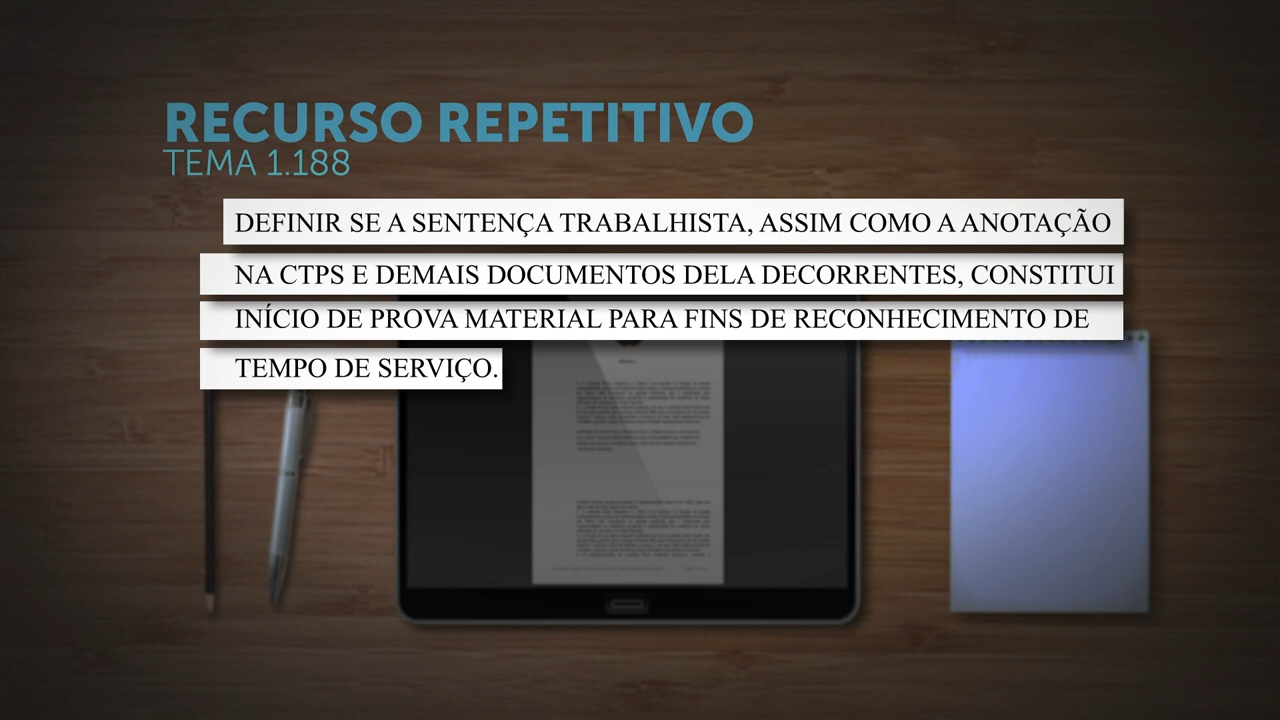 RECURSO REPETITIVO
TEMA 1.188
DEFINIR SE A SENTENÇA TRABALHISTA, ASSIM COMO A ANOTAÇÃO
NA CTPS E DEMAIS DOCUMENTOS DELA DECORRENTES, CONSTITUI
INÍCIO DE PROVA MATERIAL PARA FINS DE RECONHECIMENTO DE
TEMPO DE SERVIÇO.